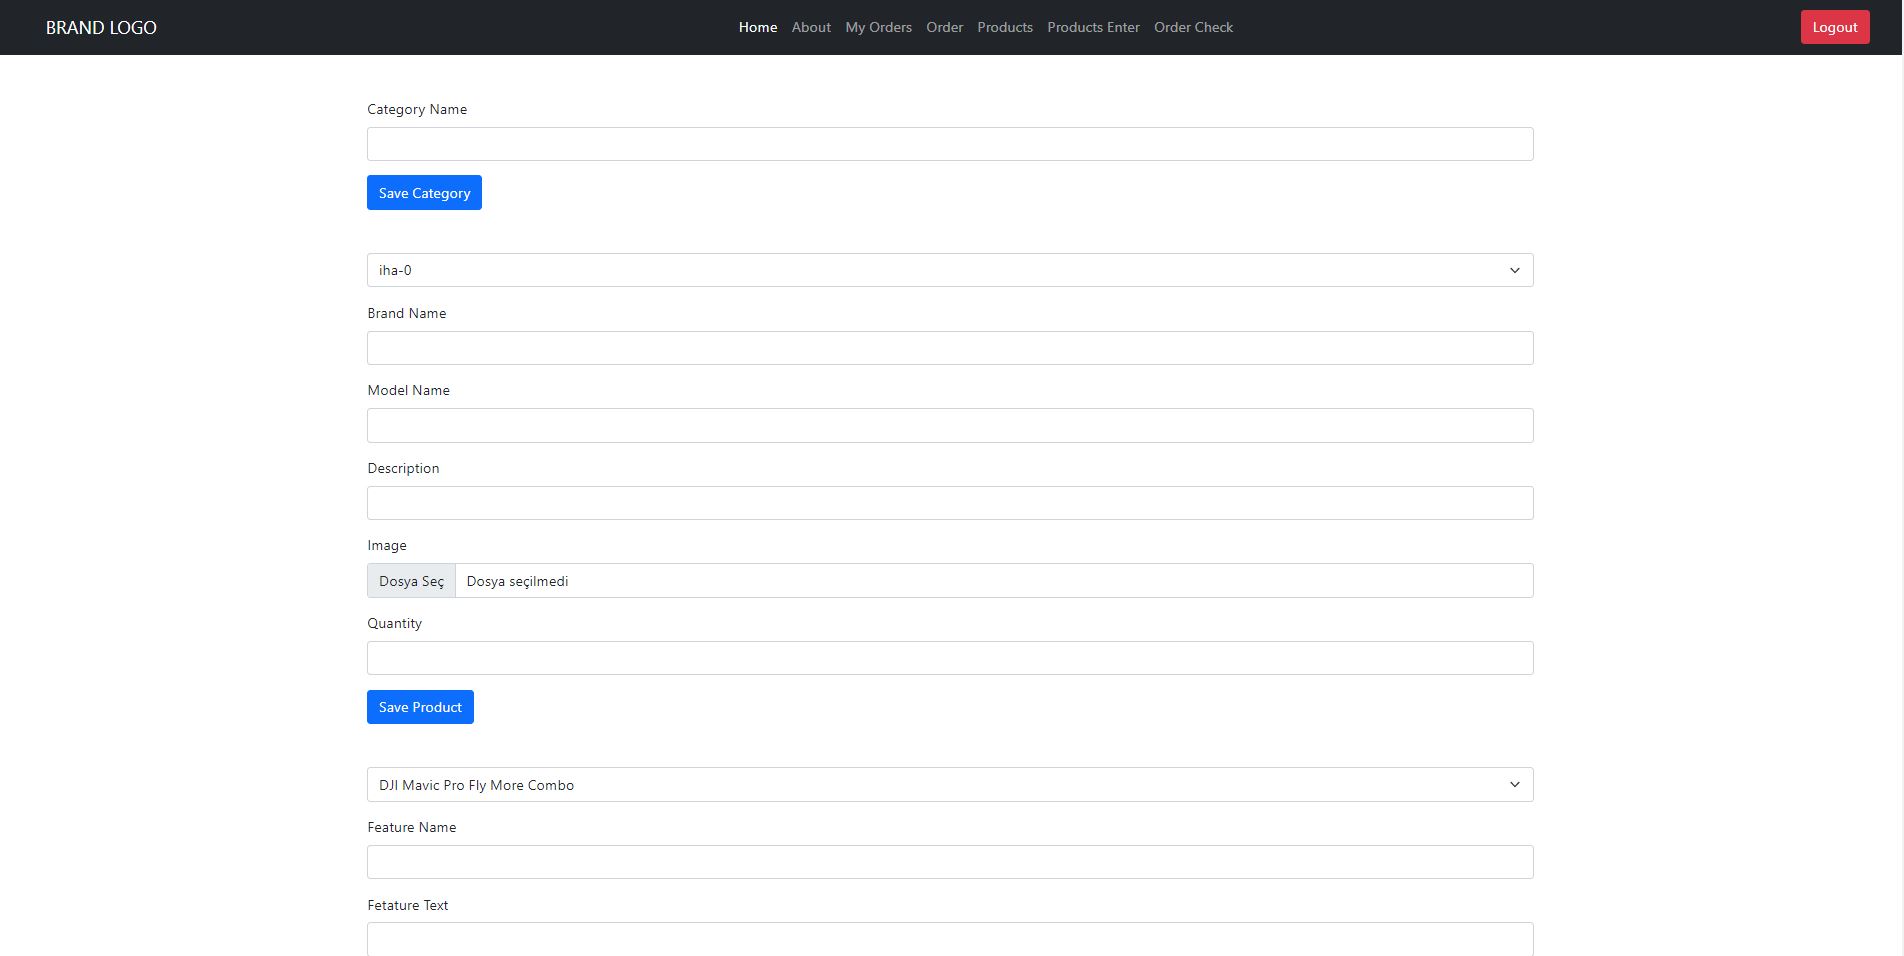 BRAND LOGO Home About My Orders Order Products Products Enter Order Check Logout
Category Name
Save Category
iha-0
Brand Name
Model Name
Description
Image
Dosya Seç Dosya seçilmedi
Quantity
Save Product
DJI Mavic Pro Fly More Combo
Feature Name
Fetature Text